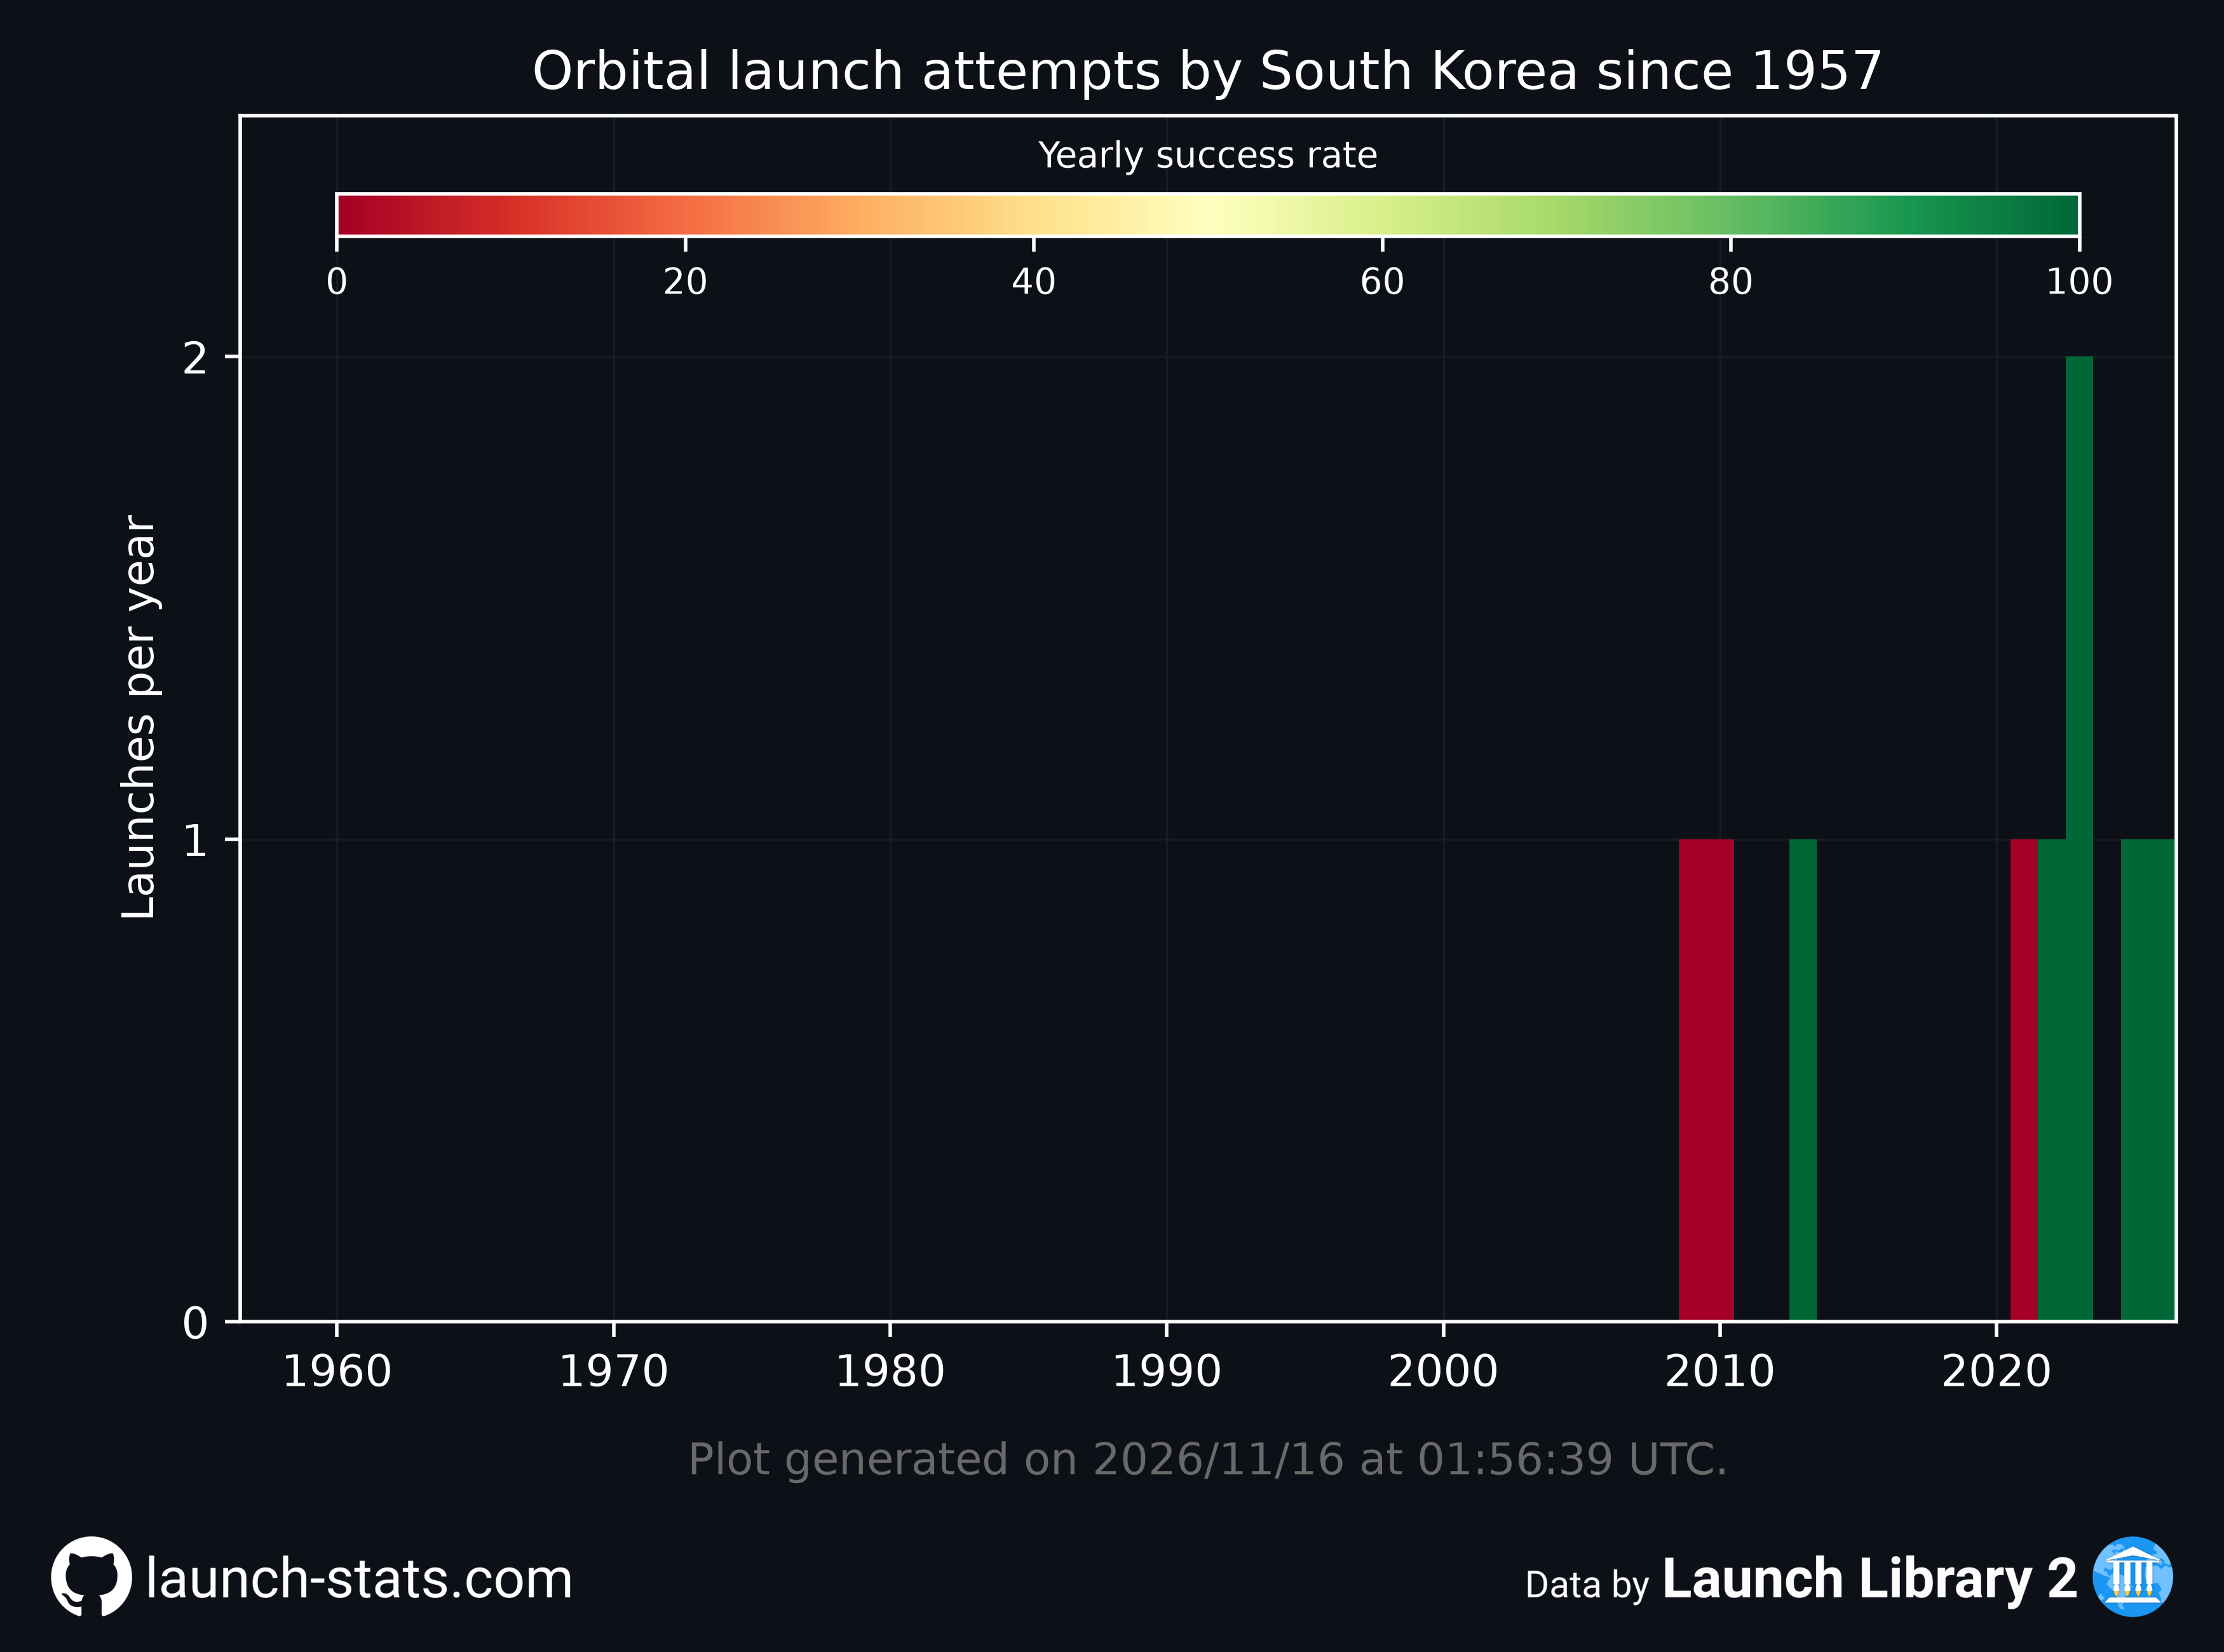 Orbital launch attempts by South Korea since 1957
Yearly success rate
0 20 40 60 80 100
Launches per year
2
1
0
1960 1970 1980 1990 2000 2010 2020
Plot generated on 2026/11/16 at 01:56:39 UTC.
launch-stats.com
Data by Launch Library 2